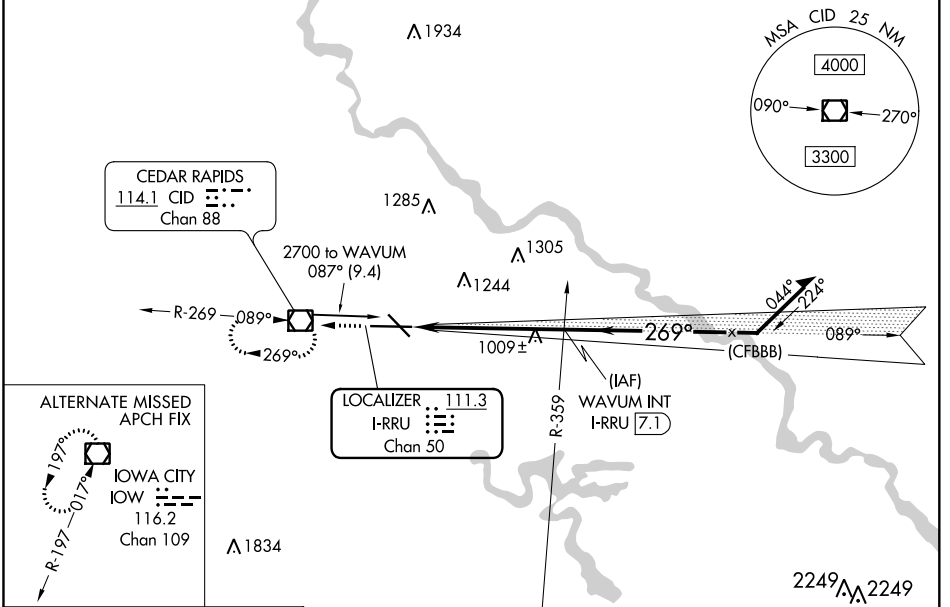 1934
MSA CID 25 NM
4000
090°
270°
3300
CEDAR RAPIDS
114.1 CID
Chan 88
1285
2700 to WAVUM
087° (9.4)
1305
1244
R-269
089°
269°
044°
224°
269°
089°
(CFBBB)
1009±
(IAF)
WAVUM INT
I-RRU 7.1
R-359
LOCALIZER 111.3
I-RRU
Chan 50
ALTERNATE MISSED
APCH FIX
197°
017°
R-197
IOWA CITY
IOW
116.2
Chan 109
1834
2249
2249